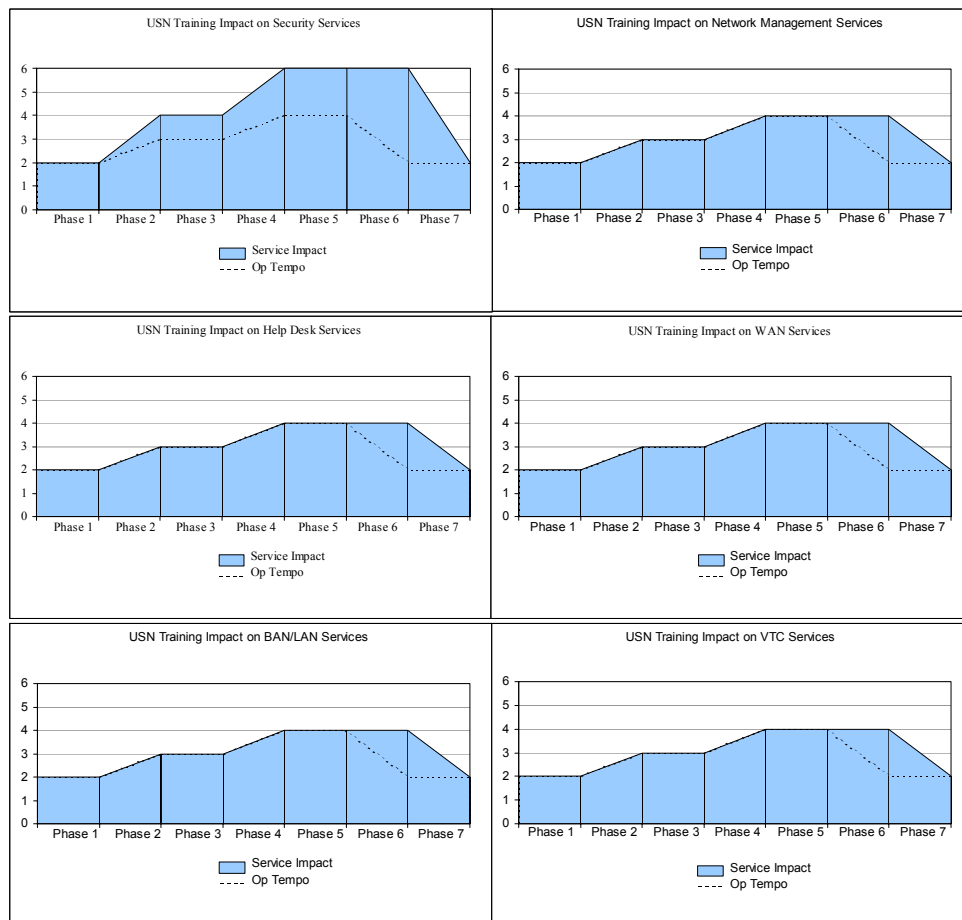 USN Training Impact on Security Services
6
5
4
3
2
1
0
Phase 1 Phase 2 Phase 3 Phase 4 Phase 5 Phase 6 Phase 7
Service Impact
Op Tempo
USN Training Impact on Network Management Services
6
5
4
3
2
1
0
Phase 1 Phase 2 Phase 3 Phase 4 Phase 5 Phase 6 Phase 7
Service Impact
Op Tempo
USN Training Impact on Help Desk Services
6
5
4
3
2
1
0
Phase 1 Phase 2 Phase 3 Phase 4 Phase 5 Phase 6 Phase 7
Service Impact
Op Tempo
USN Training Impact on WAN Services
6
5
4
3
2
1
0
Phase 1 Phase 2 Phase 3 Phase 4 Phase 5 Phase 6 Phase 7
Service Impact
Op Tempo
USN Training Impact on BAN/LAN Services
6
5
4
3
2
1
0
Phase 1 Phase 2 Phase 3 Phase 4 Phase 5 Phase 6 Phase 7
Service Impact
Op Tempo
USN Training Impact on VTC Services
6
5
4
3
2
1
0
Phase 1 Phase 2 Phase 3 Phase 4 Phase 5 Phase 6 Phase 7
Service Impact
Op Tempo